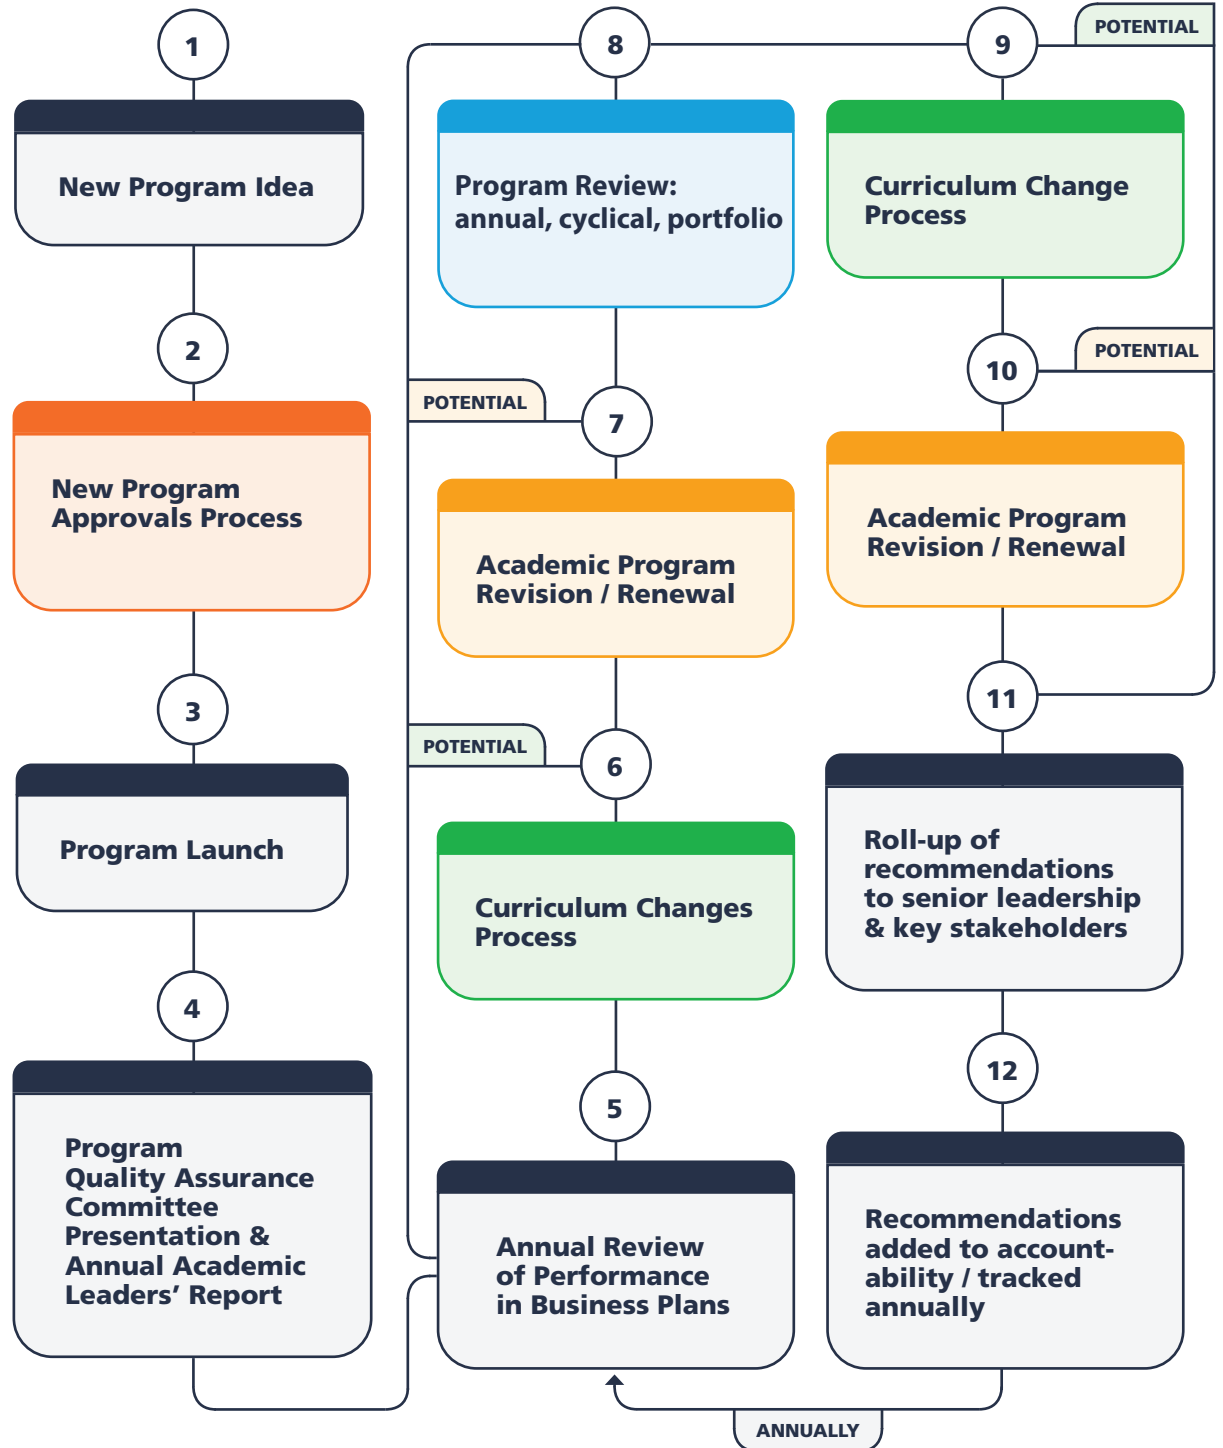 1
New Program Idea
2
New Program
Approvals Process
3
Program Launch
4
Program
Quality Assurance
Committee
Presentation &
Annual Academic
Leaders’ Report
8
Program Review:
annual, cyclical, portfolio
POTENTIAL
7
Academic Program
Revision / Renewal
POTENTIAL
6
Curriculum Changes
Process
5
Annual Review
of Performance
in Business Plans
9
POTENTIAL
Curriculum Change
Process
10
POTENTIAL
Academic Program
Revision / Renewal
11
Roll-up of
recommendations
to senior leadership
& key stakeholders
12
Recommendations
added to account-
ability / tracked
annually
ANNUALLY